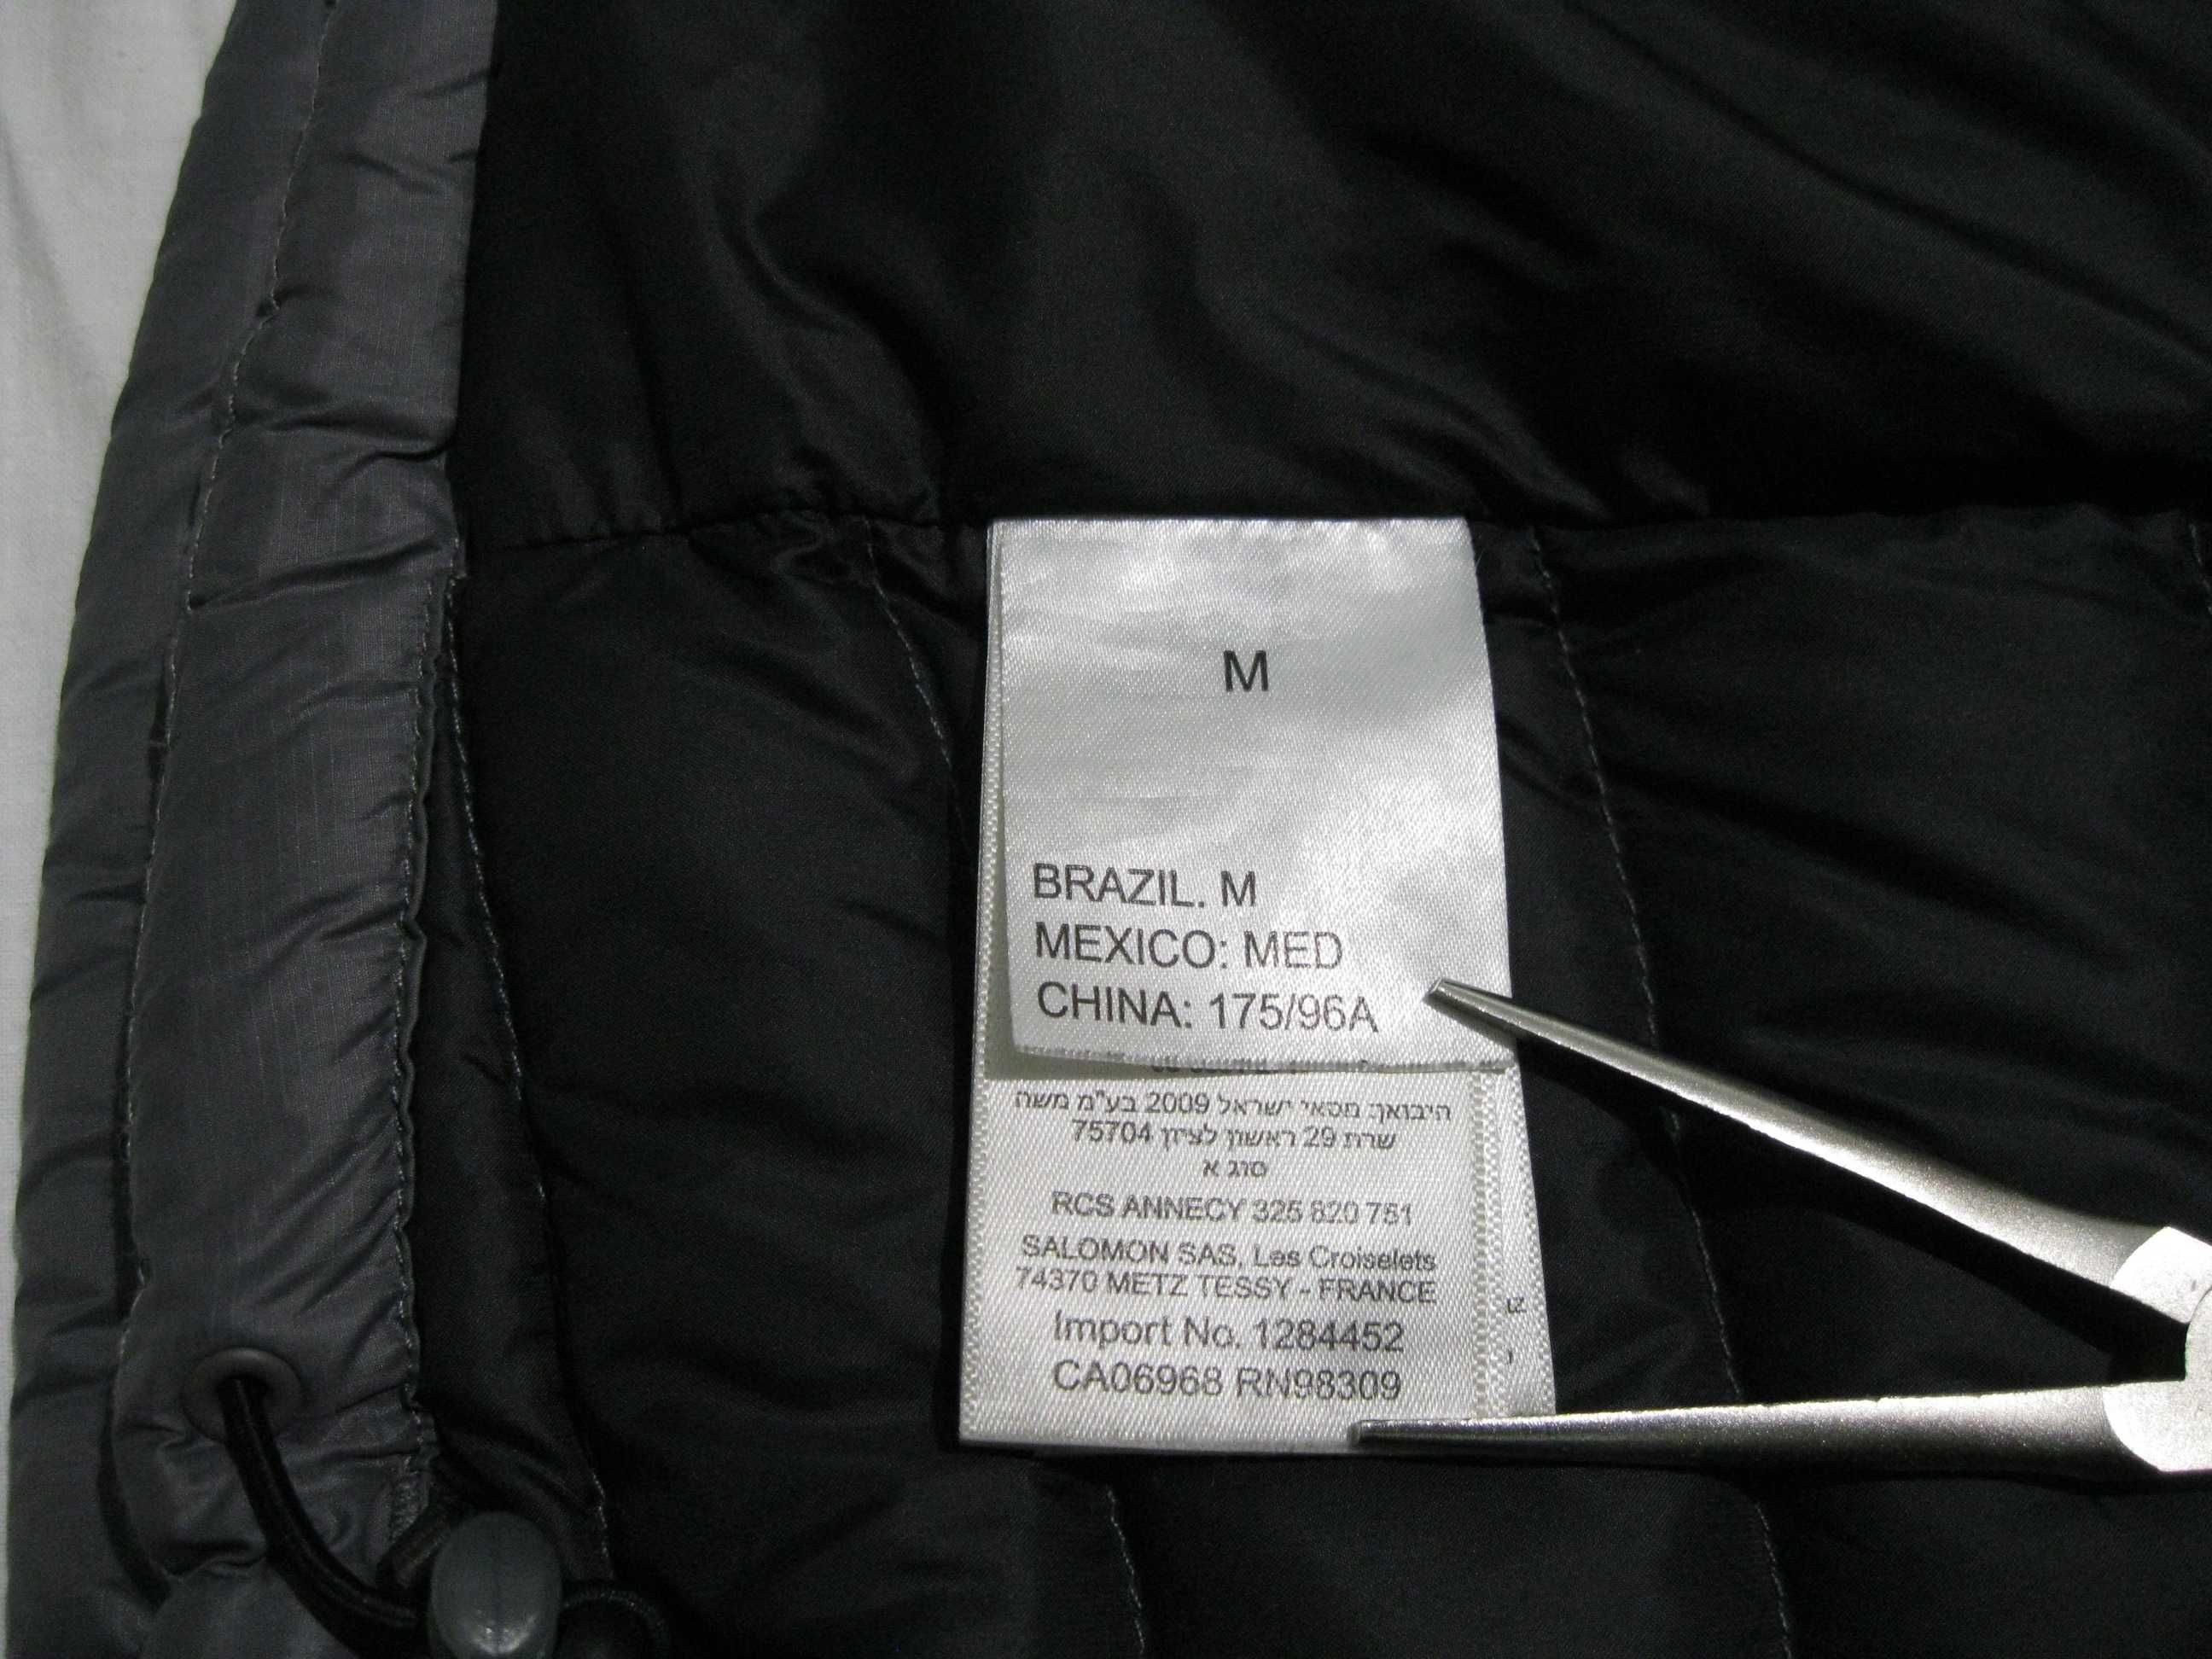 M
BRAZIL. M
MEXICO: MED
CHINA: 175/96A
היבואן: מסאי ישראל 2009 בע"מ משה
שרת 29 ראשון לציון 75704
סוג א
RCS ANNECY 325 820 751
SALOMON SAS, Les Croiselets
74370 METZ TESSY - FRANCE
Import No. 1284452
CA06968 RN98309